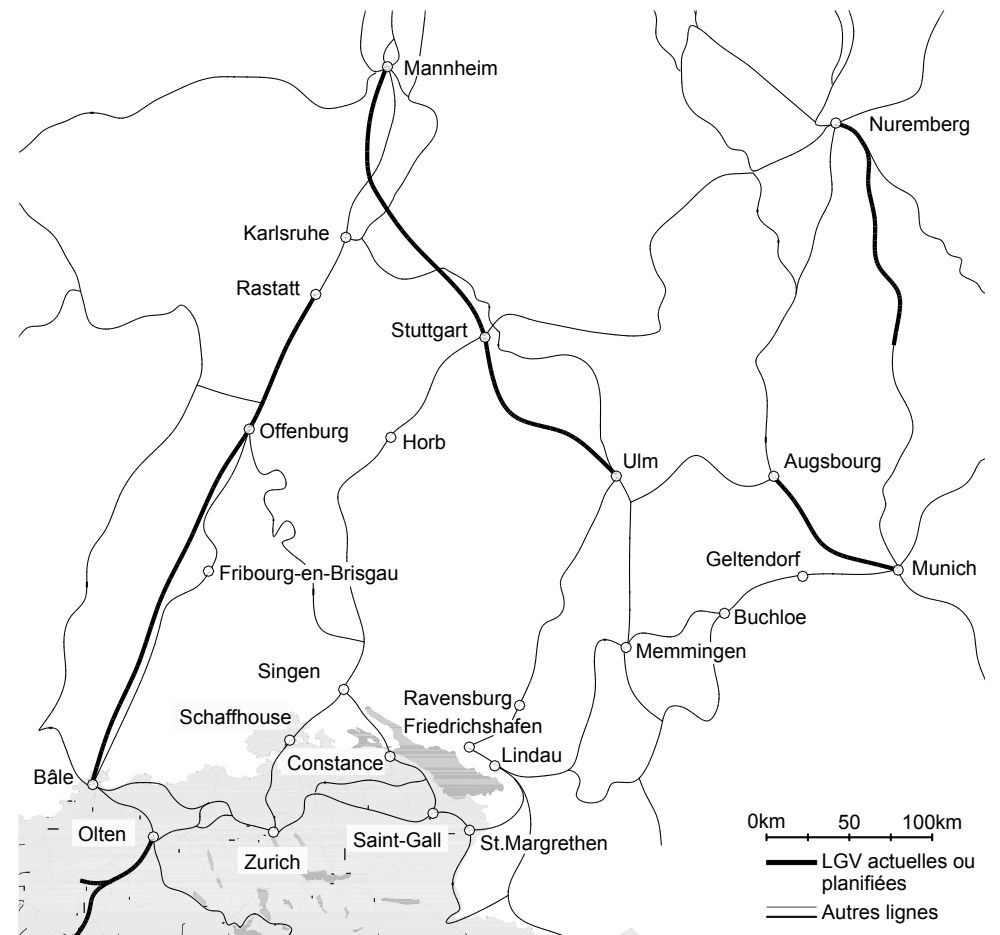 Mannheim
Nuremberg
Karlsruhe
Rastatt
Stuttgart
Offenburg
Horb
Ulm
Augsbourg
Geltendorf
Munich
Fribourg-en-Brisgau
Buchloe
Memmingen
Singen
Ravensburg
Schaffhouse
Friedrichshafen
Constance
Lindau
Bâle
Olten
Zurich
Saint-Gall
St.Margrethen
0km 50 100km
LGV actuelles ou
planifiées
Autres lignes